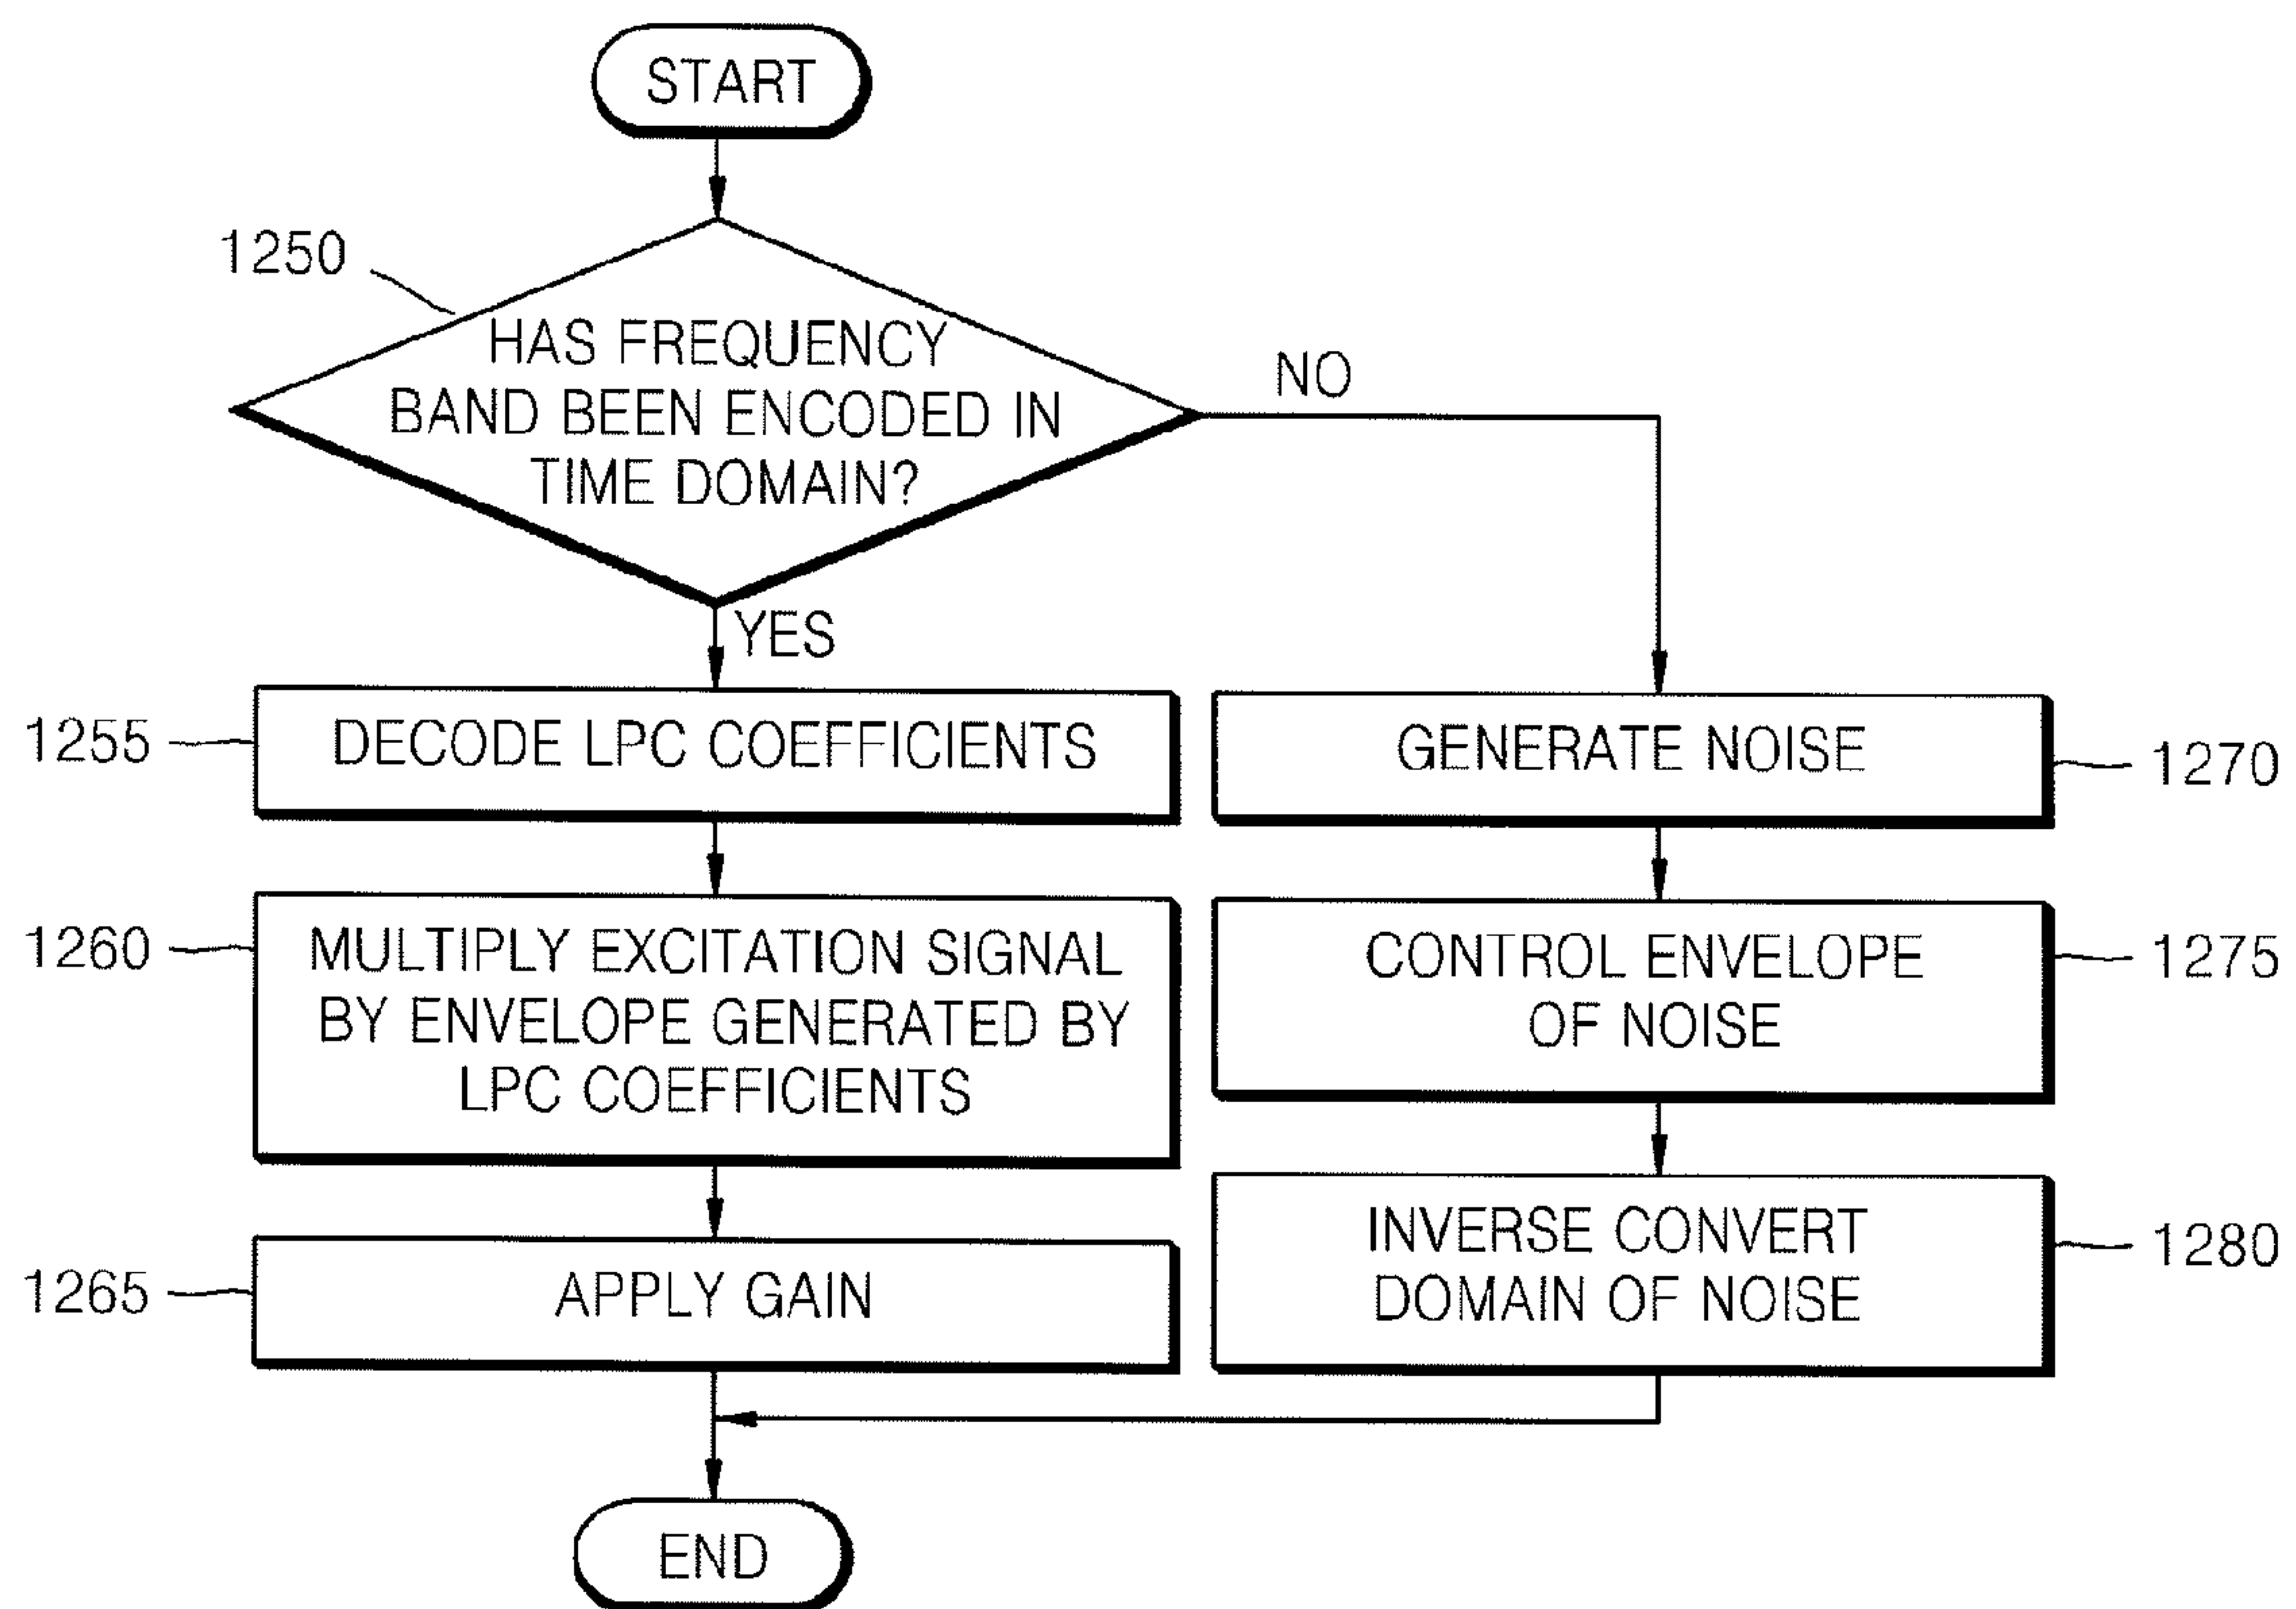 START
1250
HAS FREQUENCY
BAND BEEN ENCODED IN
TIME DOMAIN?
NO
YES
1255
DECODE LPC COEFFICIENTS
GENERATE NOISE
1270
1260
MULTIPLY EXCITATION SIGNAL
BY ENVELOPE GENERATED BY
LPC COEFFICIENTS
CONTROL ENVELOPE
OF NOISE
1275
1265
APPLY GAIN
INVERSE CONVERT
DOMAIN OF NOISE
1280
END